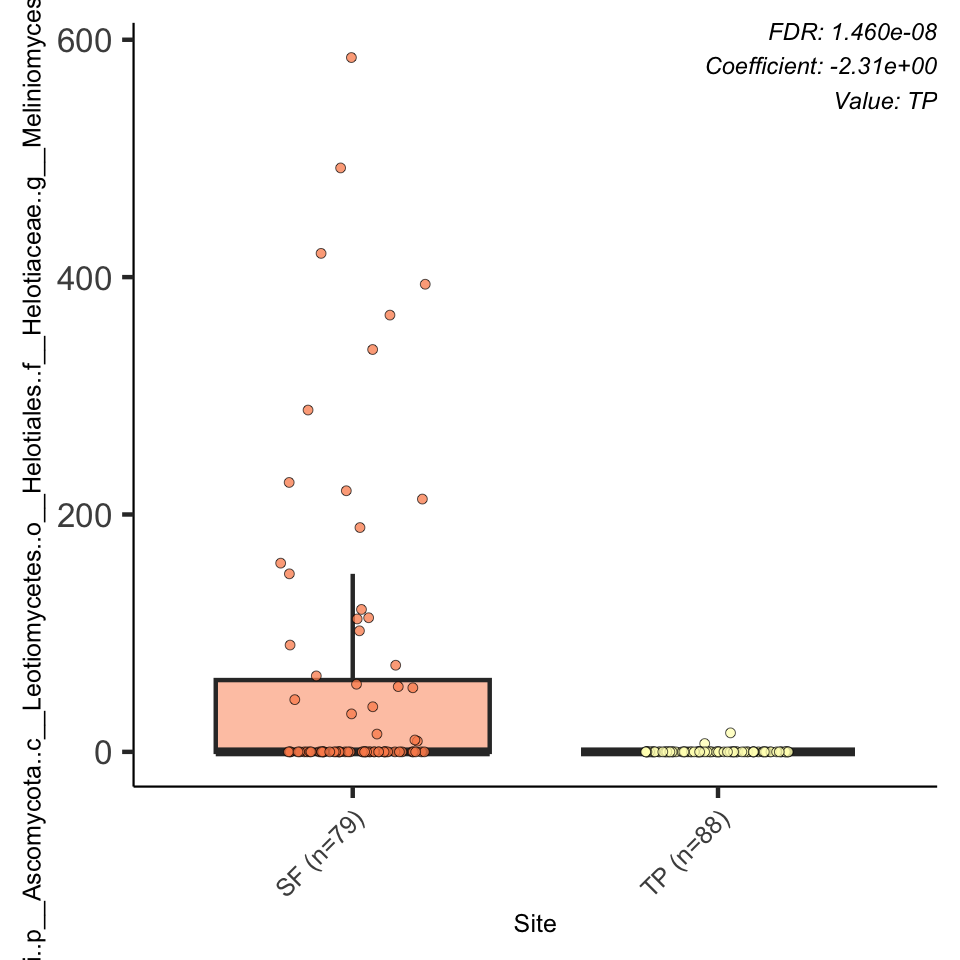 i..p__Ascomycota..c__Leotiomycetes..o__Helotiales..f__Helotiaceae..g__Meliniomyces
FDR: 1.460e-08
Coefficient: -2.31e+00
Value: TP
600
400
200
0
SF (n=79)
TP (n=88)
Site